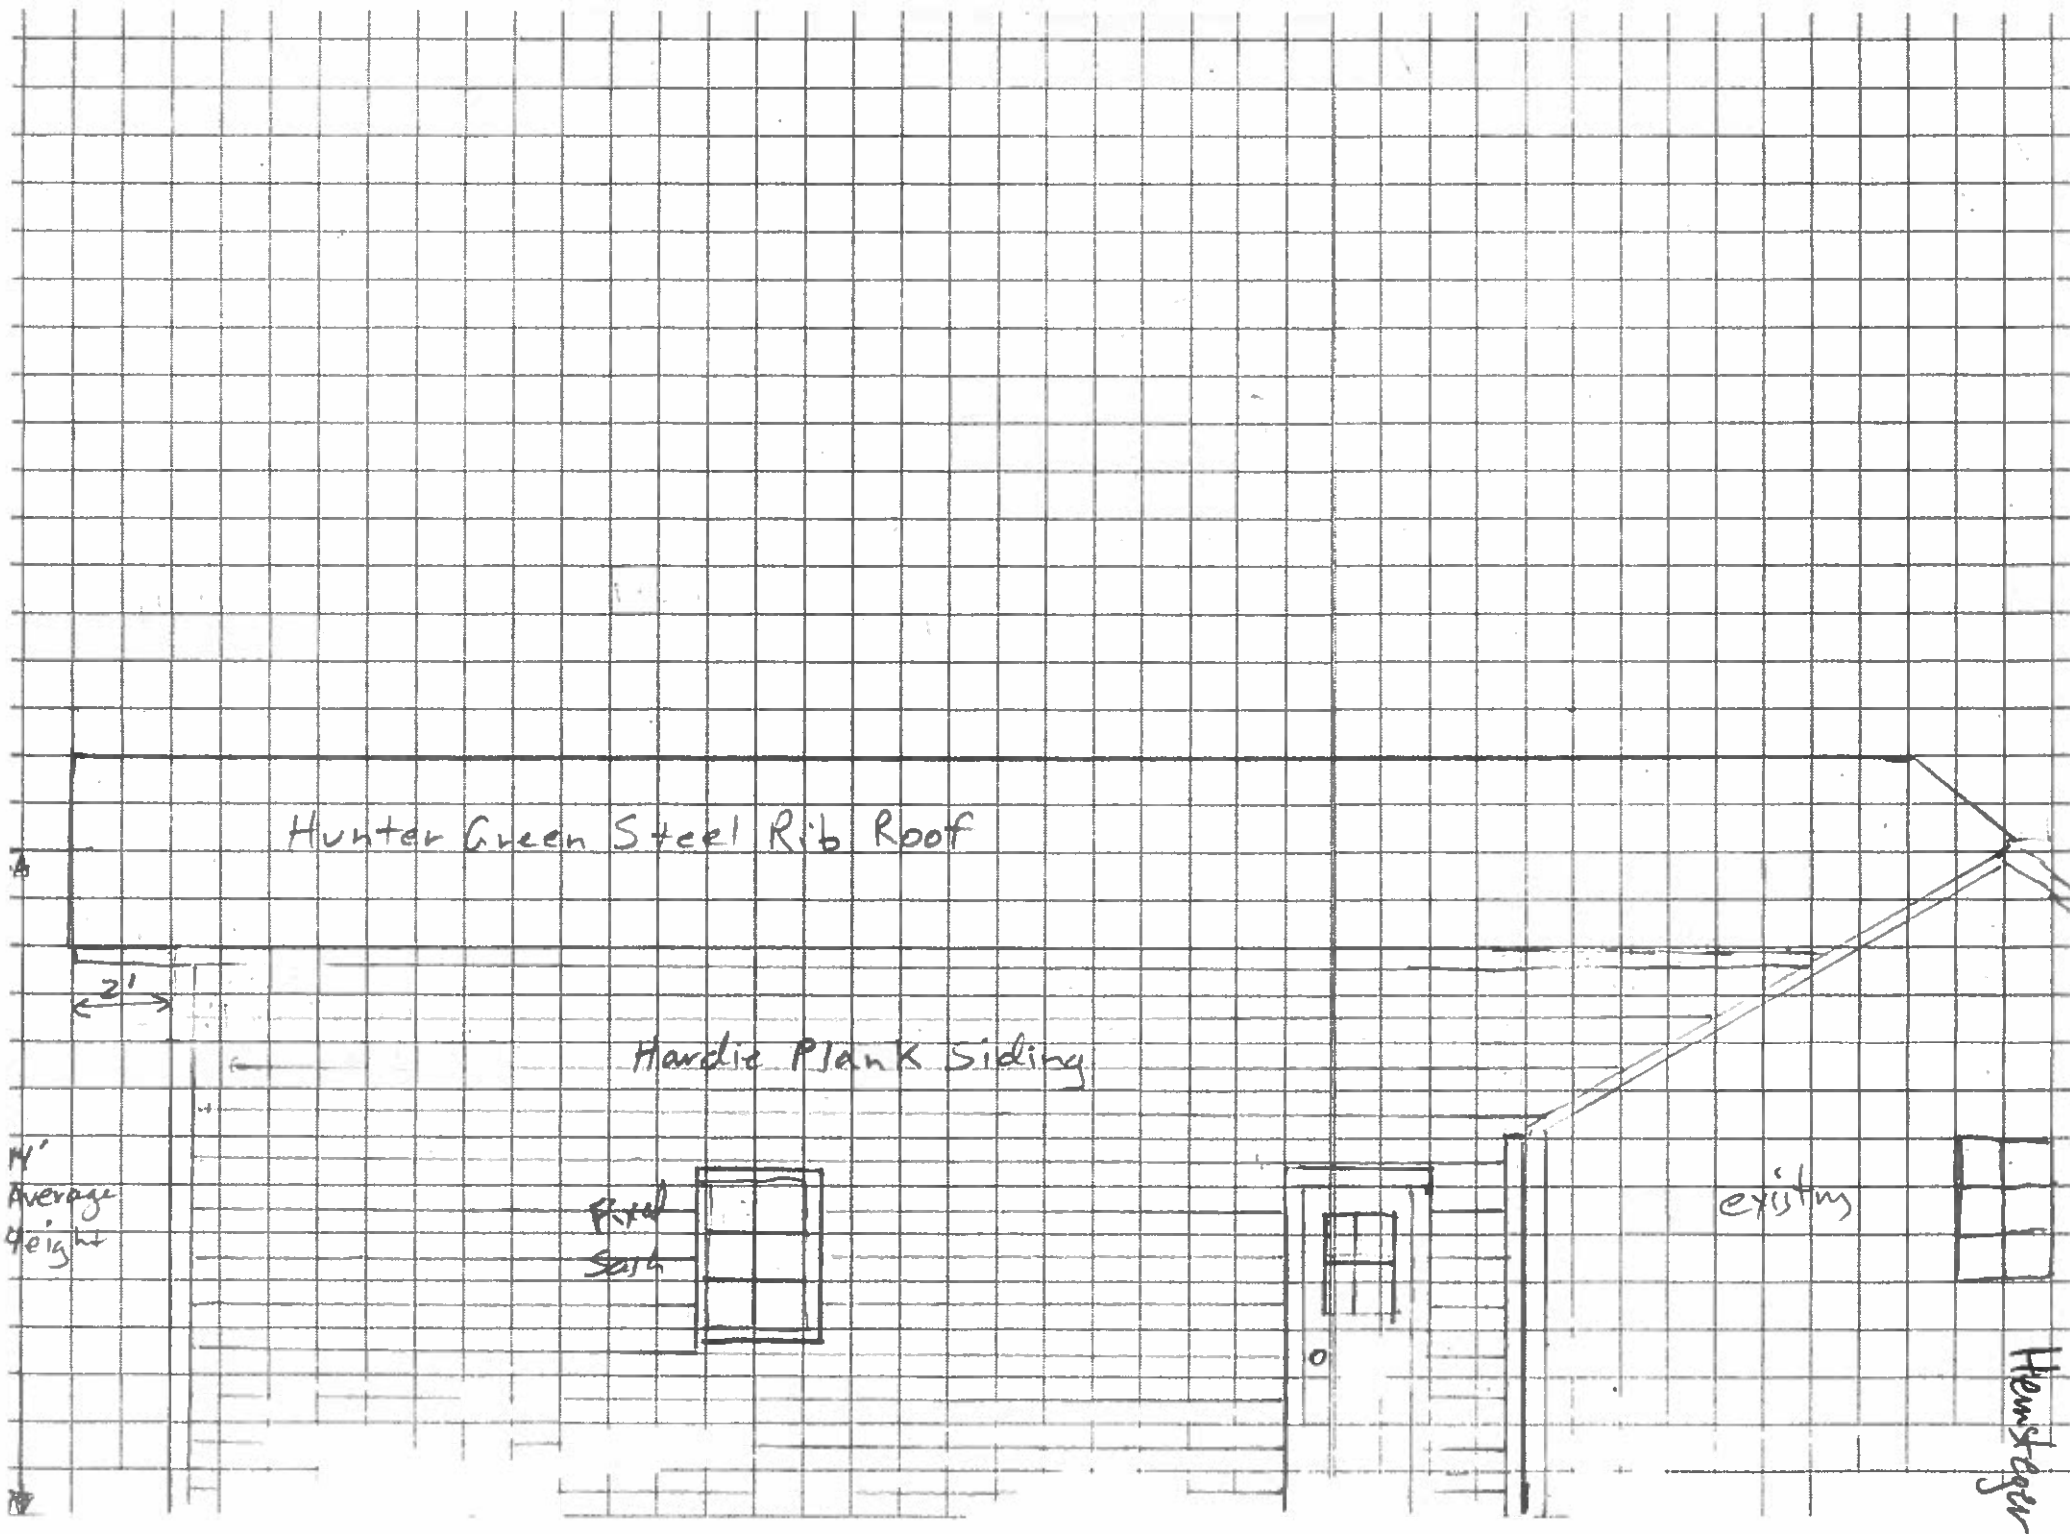 Hunter Green Steel Rib Roof
2'
Hardie Plank Siding
14'
Average
Height
Fixed
Sash
existing
Hemsteger